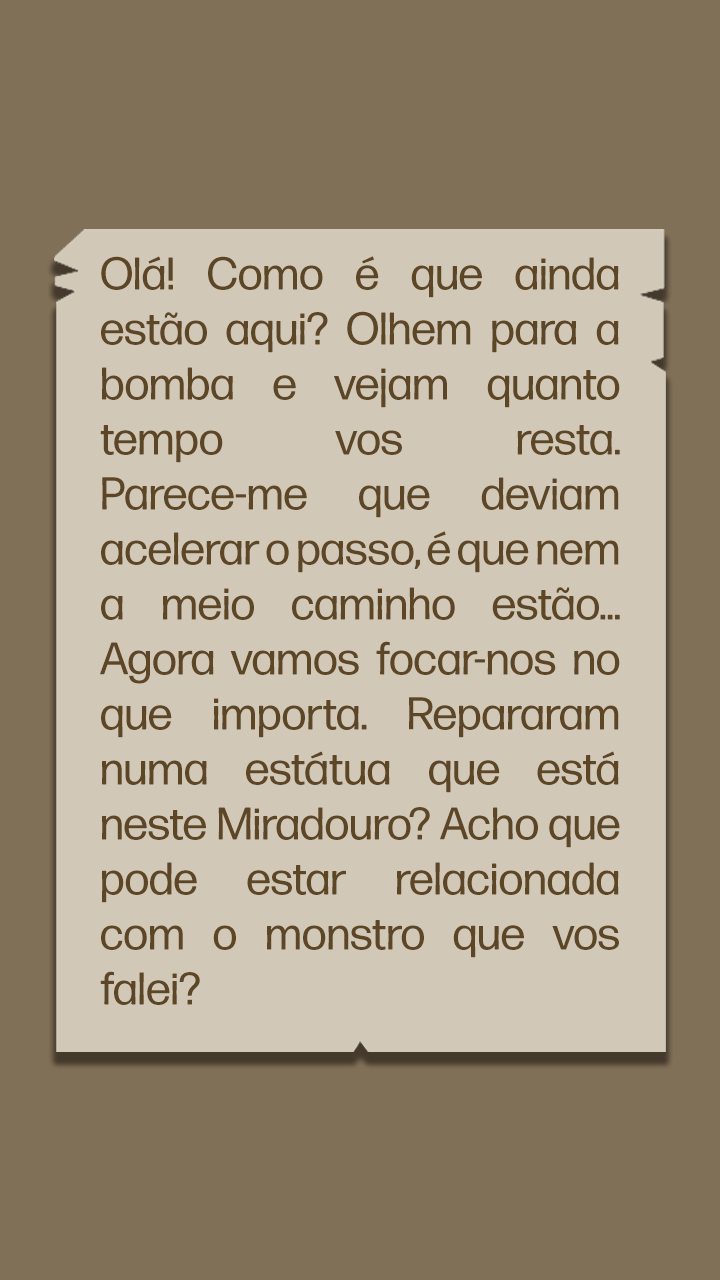 Olá! Como é que ainda
estão aqui? Olhem para a
bomba e vejam quanto
tempo vos resta.
Parece-me que deviam
acelerar o passo, é que nem
a meio caminho estão...
Agora vamos focar-nos no
que importa. Repararam
numa estátua que está
neste Miradouro? Acho que
pode estar relacionada
com o monstro que vos
falei?